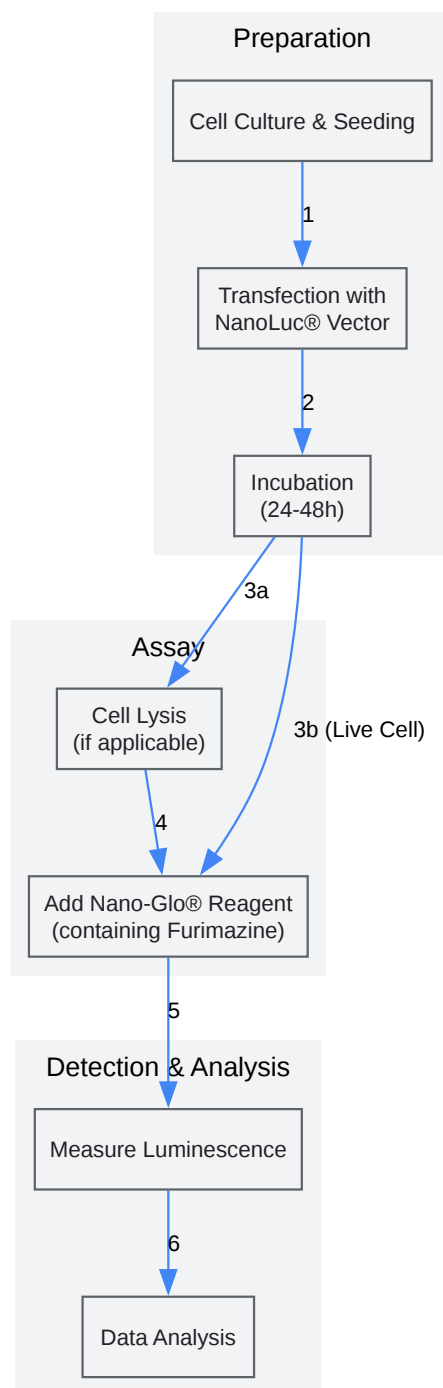 Preparation
Cell Culture & Seeding
1
Transfection with
NanoLuc® Vector
2
Incubation
(24-48h)
3a
Assay
Cell Lysis
(if applicable)
3b (Live Cell)
4
Add Nano-Glo® Reagent
(containing Furimazine)
5
Detection & Analysis
Measure Luminescence
6
Data Analysis